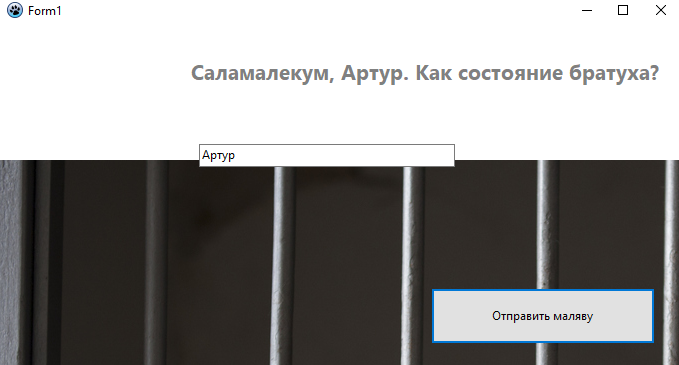 Form1
Саламалекум, Артур. Как состояние братуха?
Артур
Отправить маляву